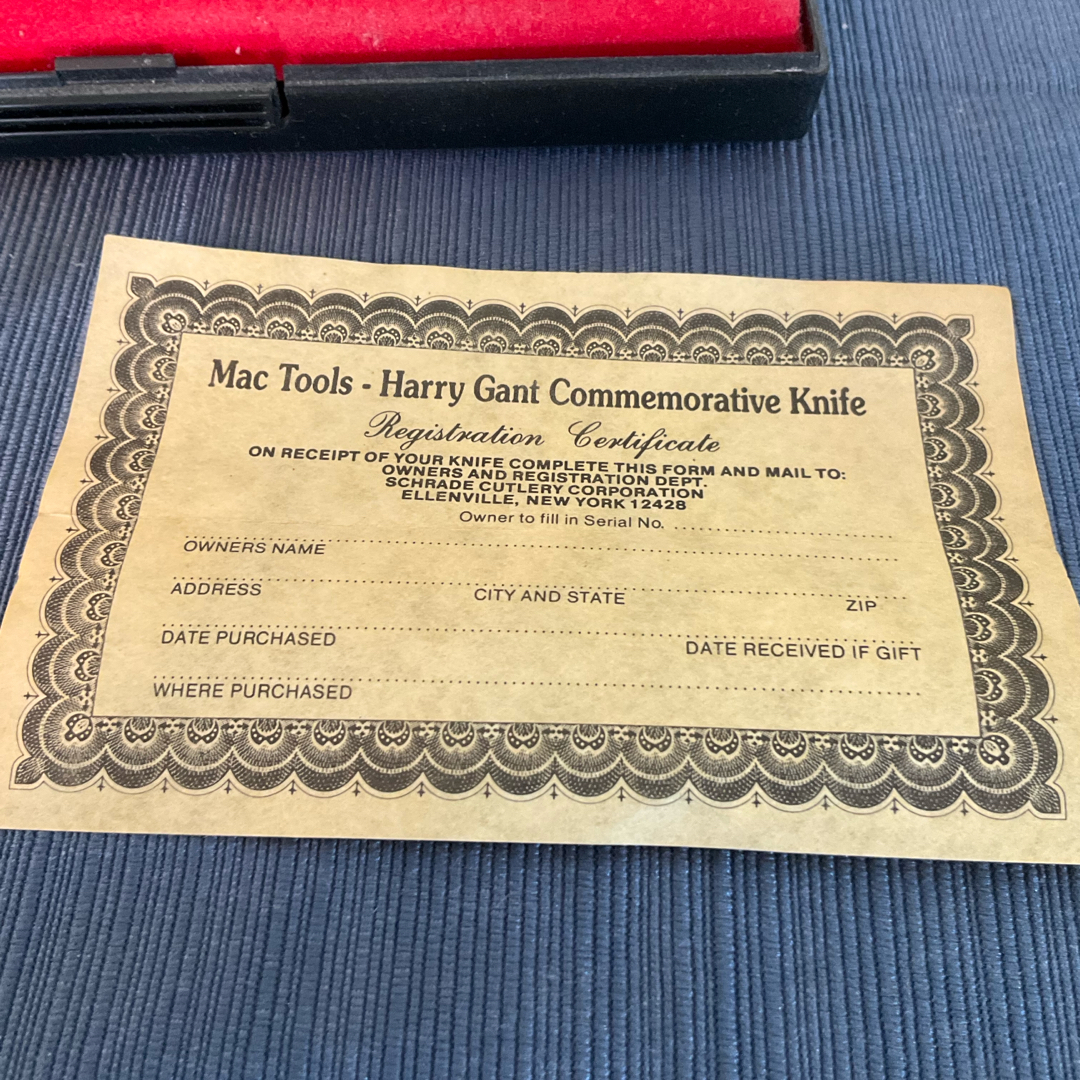 Mac Tools - Harry Gant Commemorative Knife
Registration Certificate
ON RECEIPT OF YOUR KNIFE COMPLETE THIS FORM AND MAIL TO:
OWNERS AND REGISTRATION DEPT.
SCHRADE CUTLERY CORPORATION
ELLENVILLE, NEW YORK 12428
Owner to fill in Serial No. ..............................
OWNERS NAME
ADDRESS CITY AND STATE ZIP
DATE PURCHASED DATE RECEIVED IF GIFT
WHERE PURCHASED